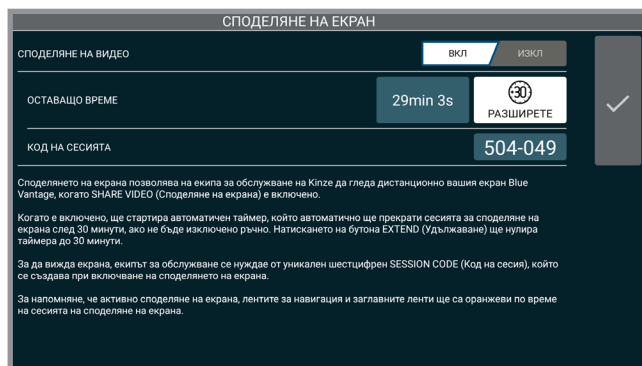 СПОДЕЛЯНЕ НА ЕКРАН
СПОДЕЛЯНЕ НА ВИДЕО
ВКЛ
ИЗКЛ
ОСТАВАЩО ВРЕМЕ
29min 3s
30
РАЗШИРЕТЕ
КОД НА СЕСИЯТА
504-049
Споделянето на екрана позволява на екипа за обслужване на Kinze да гледа дистанционно вашия екран Blue
Vantage, когато SHARE VIDEO (Споделяне на екрана) е включено.
Когато е включено, ще стартира автоматичен таймер, който автоматично ще прекрати сесията за споделяне на
екрана след 30 минути, ако не бъде изключено ръчно. Натискането на бутона EXTEND (Удължаване) ще нулира
таймера до 30 минути.
За да вижда екрана, екипът за обслужване се нуждае от уникален шестцифрен SESSION CODE (Код на сесия), който
се създава при включване на споделянето на екрана.
За напомняне, че активно споделяне на екрана, лентите за навигация и заглавните ленти ще са оранжеви по време
на сесията на споделяне на екрана.